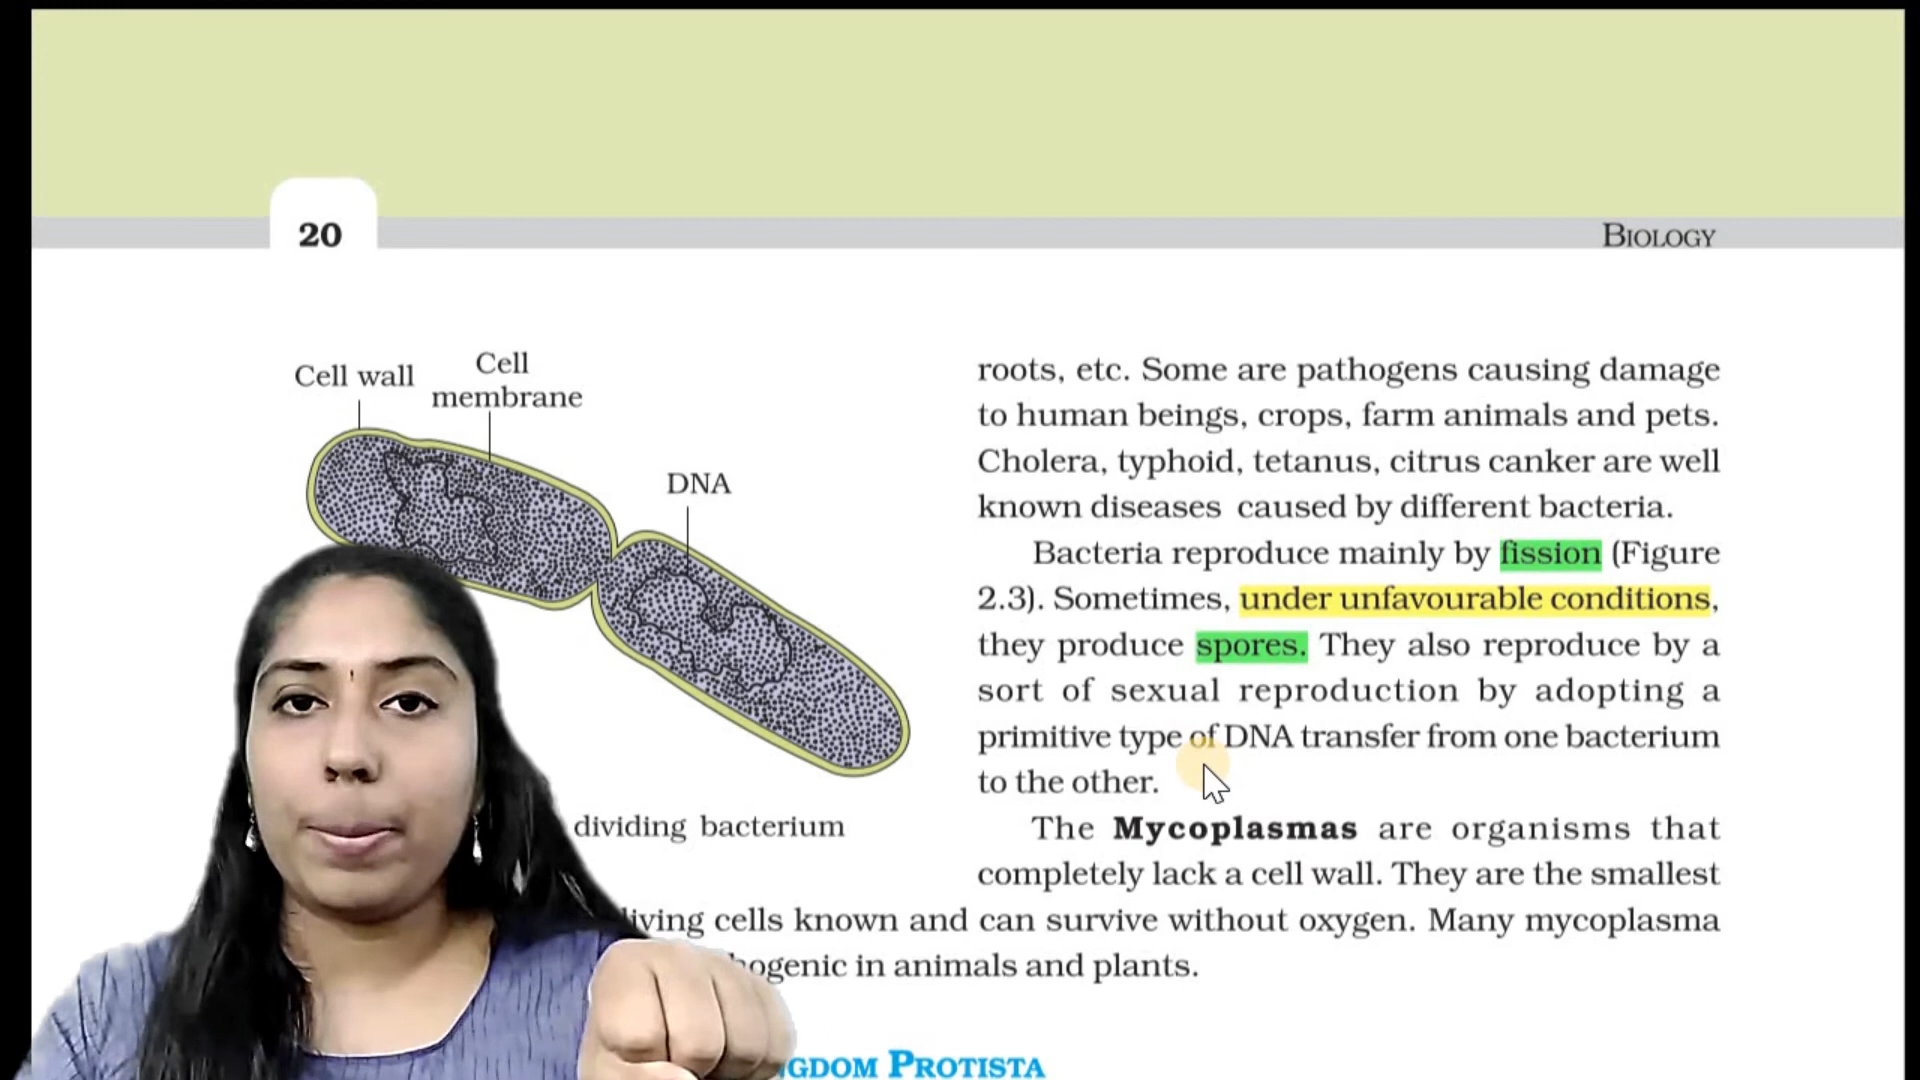 20
BIOLOGY
Cell wall
Cell
membrane
DNA
dividing bacterium
roots, etc. Some are pathogens causing damage
to human beings, crops, farm animals and pets.
Cholera, typhoid, tetanus, citrus canker are well
known diseases caused by different bacteria.
Bacteria reproduce mainly by fission (Figure
2.3). Sometimes, under unfavourable conditions,
they produce spores. They also reproduce by a
sort of sexual reproduction by adopting a
primitive type of DNA transfer from one bacterium
to the other.
The Mycoplasmas are organisms that
completely lack a cell wall. They are the smallest
living cells known and can survive without oxygen. Many mycoplasma
in animals and plants.
PROTISTA